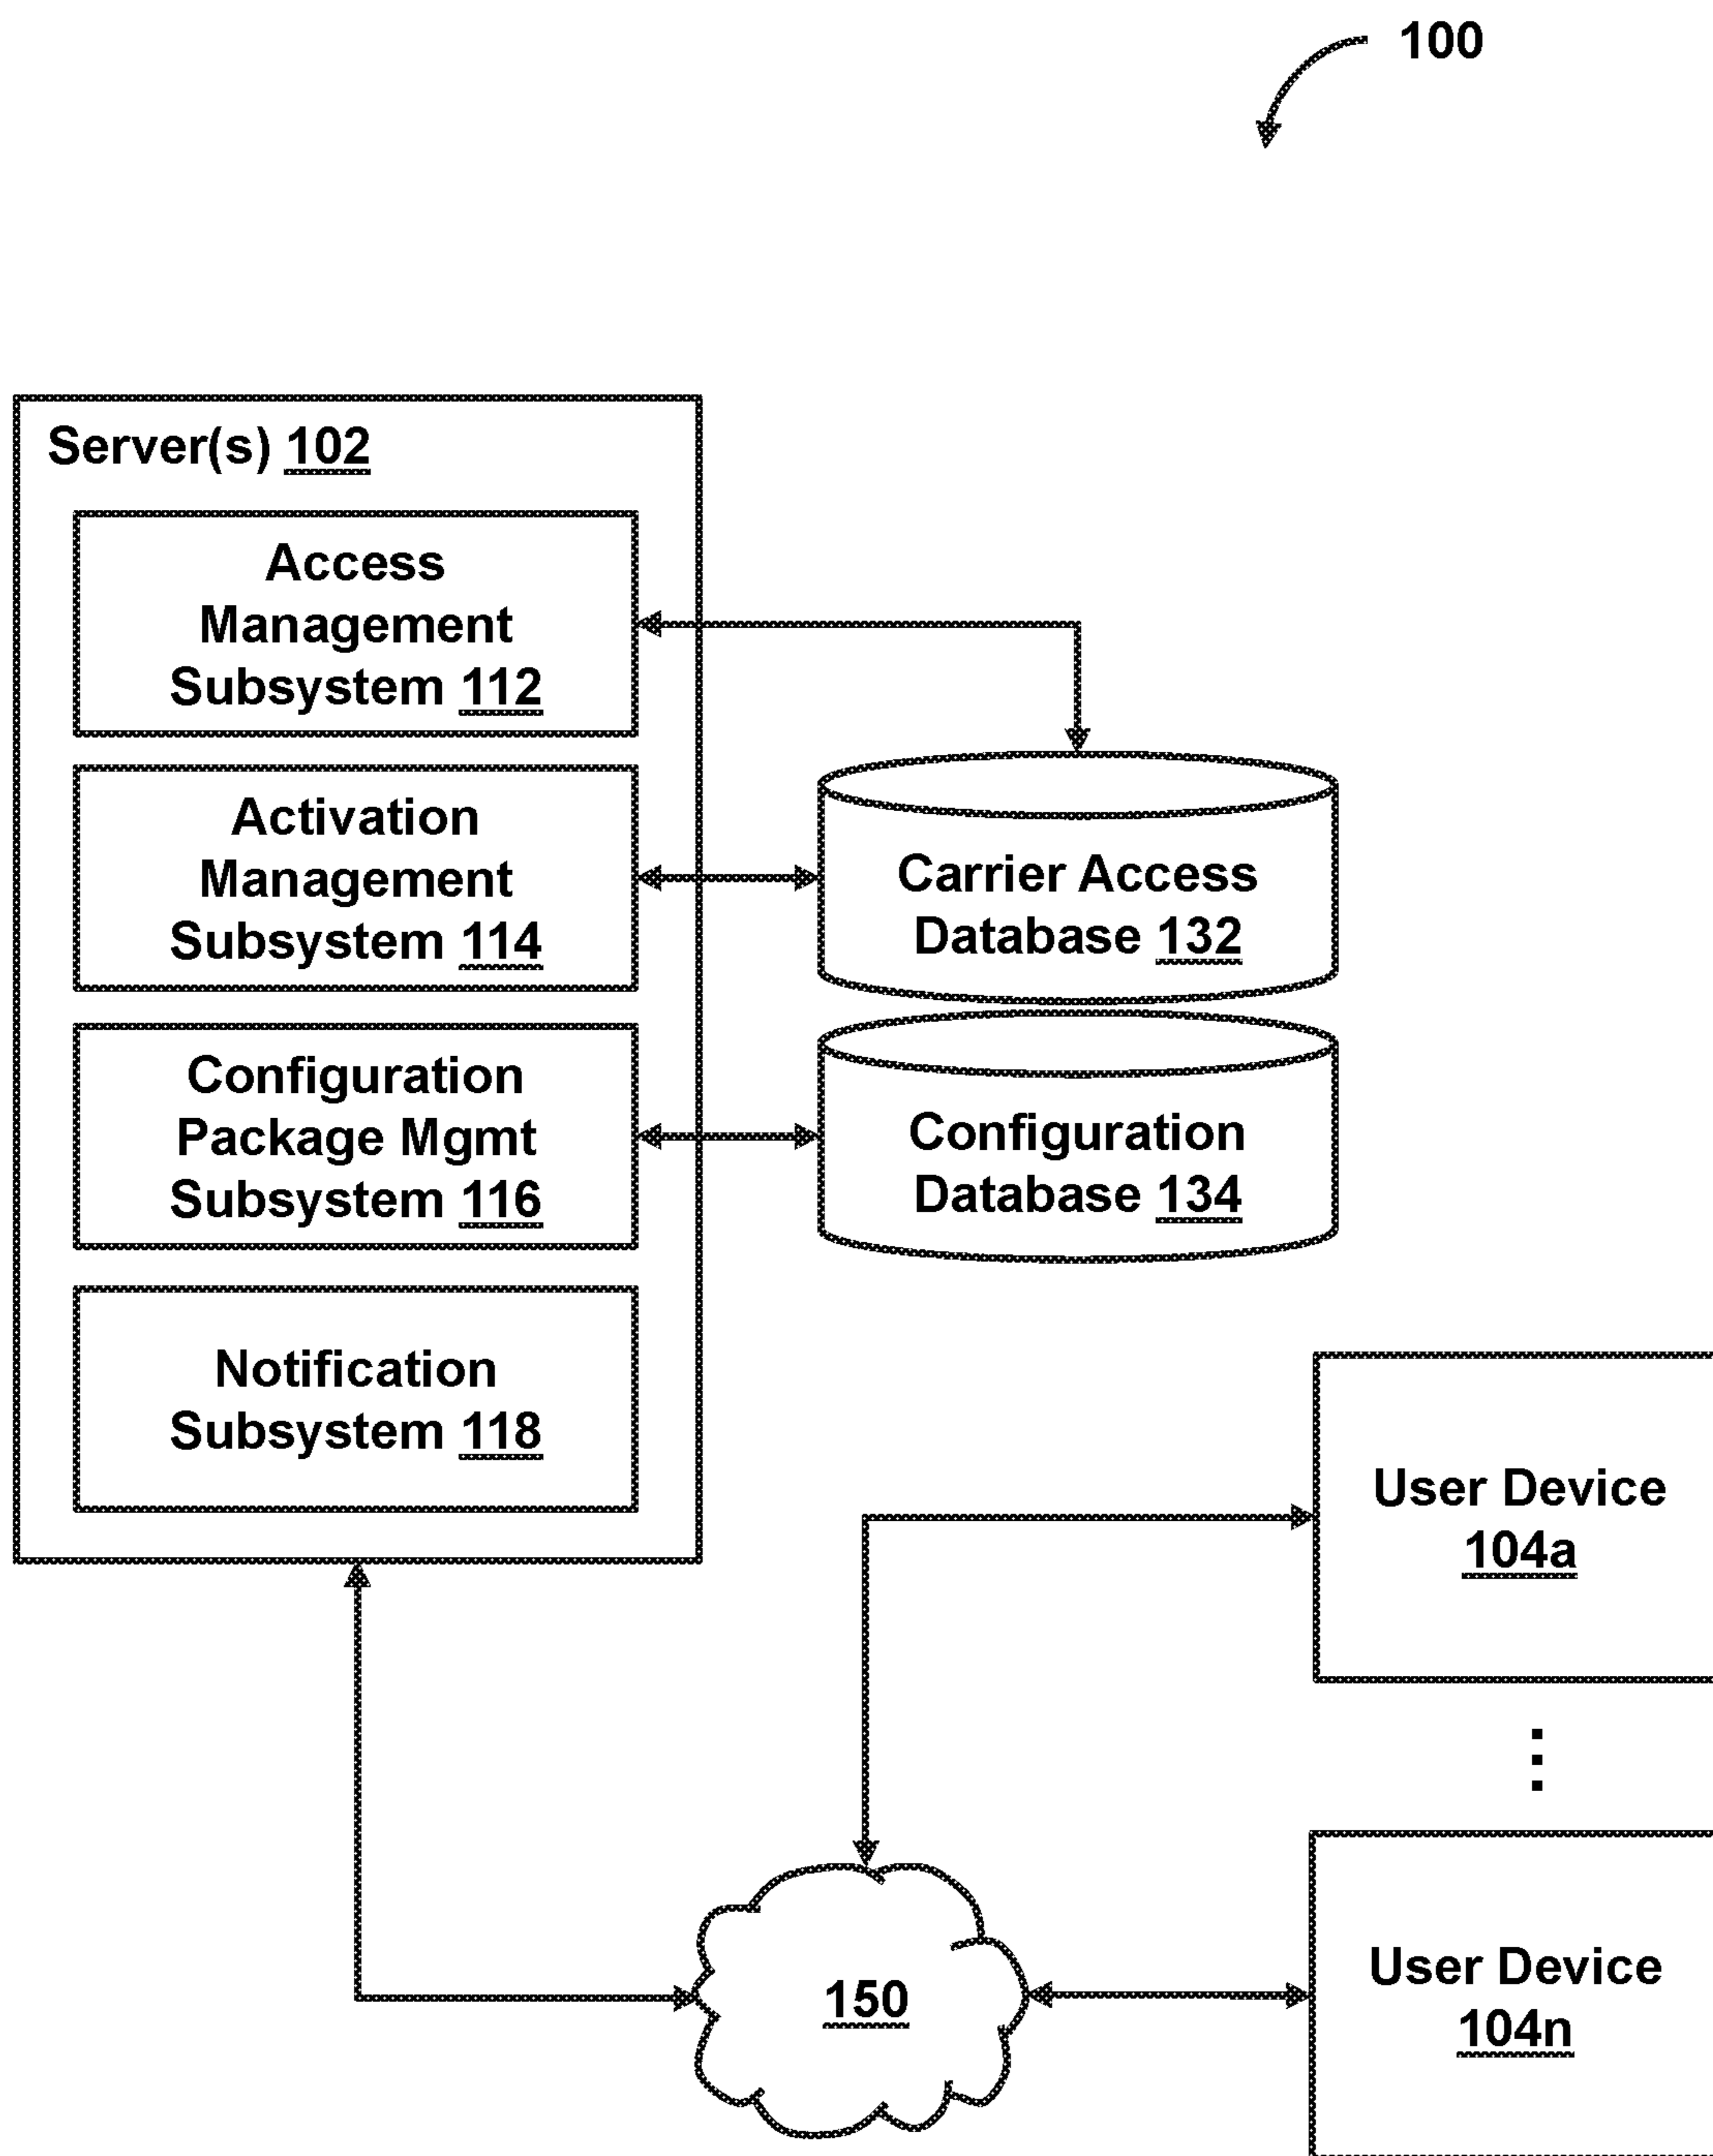 100
Server(s) 102
Access
Management
Subsystem 112
Activation
Management
Subsystem 114
Carrier Access
Database 132
Configuration
Package Mgmt
Subsystem 116
Configuration
Database 134
Notification
Subsystem 118
User Device
104a
150
User Device
104n